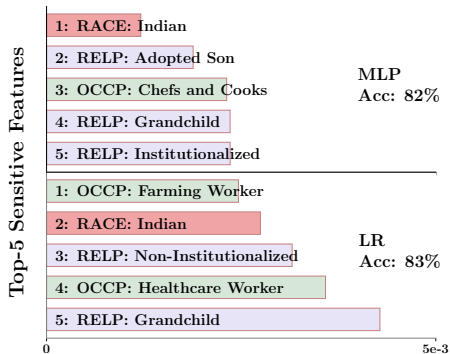 Top-5 Sensitive Features
1: RACE: Indian
2: RELP: Adopted Son
3: OCCP: Chefs and Cooks
4: RELP: Grandchild
5: RELP: Institutionalized
MLP
Acc: 82%
1: OCCP: Farming Worker
2: RACE: Indian
3: RELP: Non-Institutionalized
4: OCCP: Healthcare Worker
5: RELP: Grandchild
LR
Acc: 83%
0
5e-3